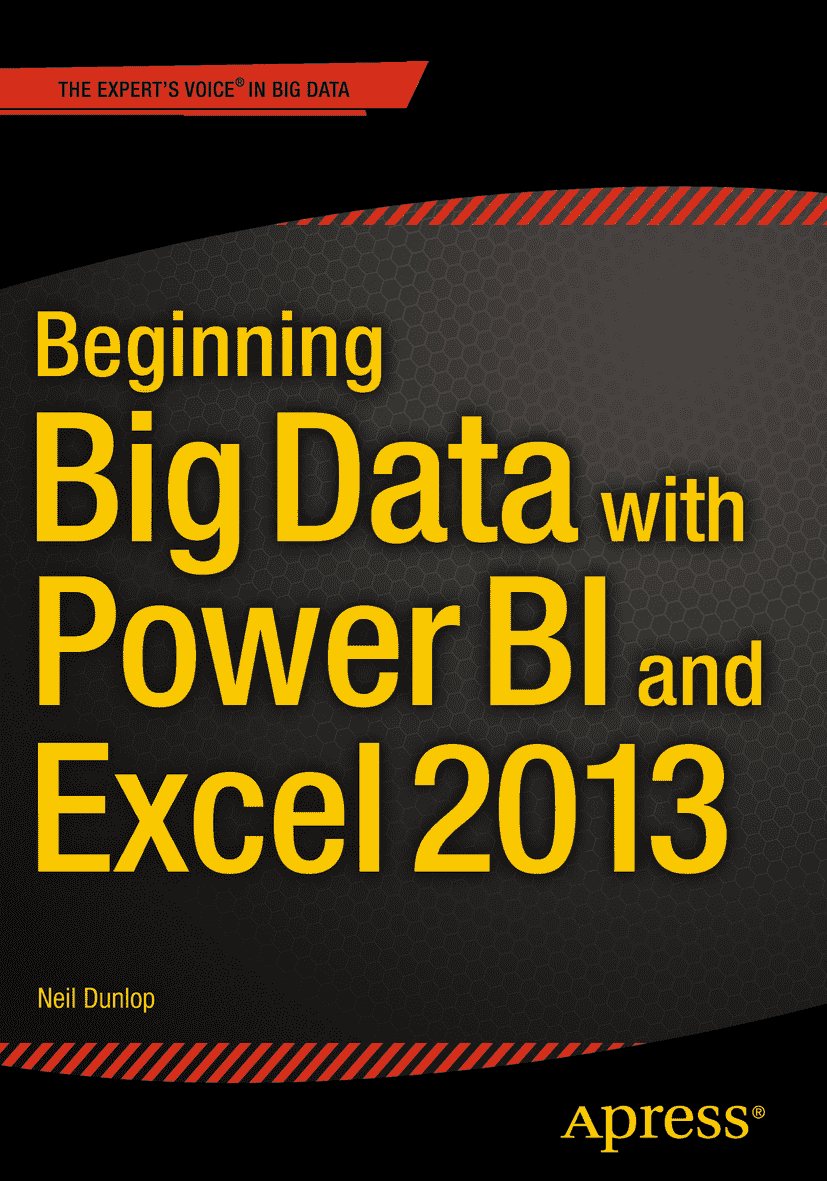 THE EXPERT'S VOICE® IN BIG DATA
Beginning
Big Data with
Power BI and
Excel 2013
Neil Dunlop
Apress®